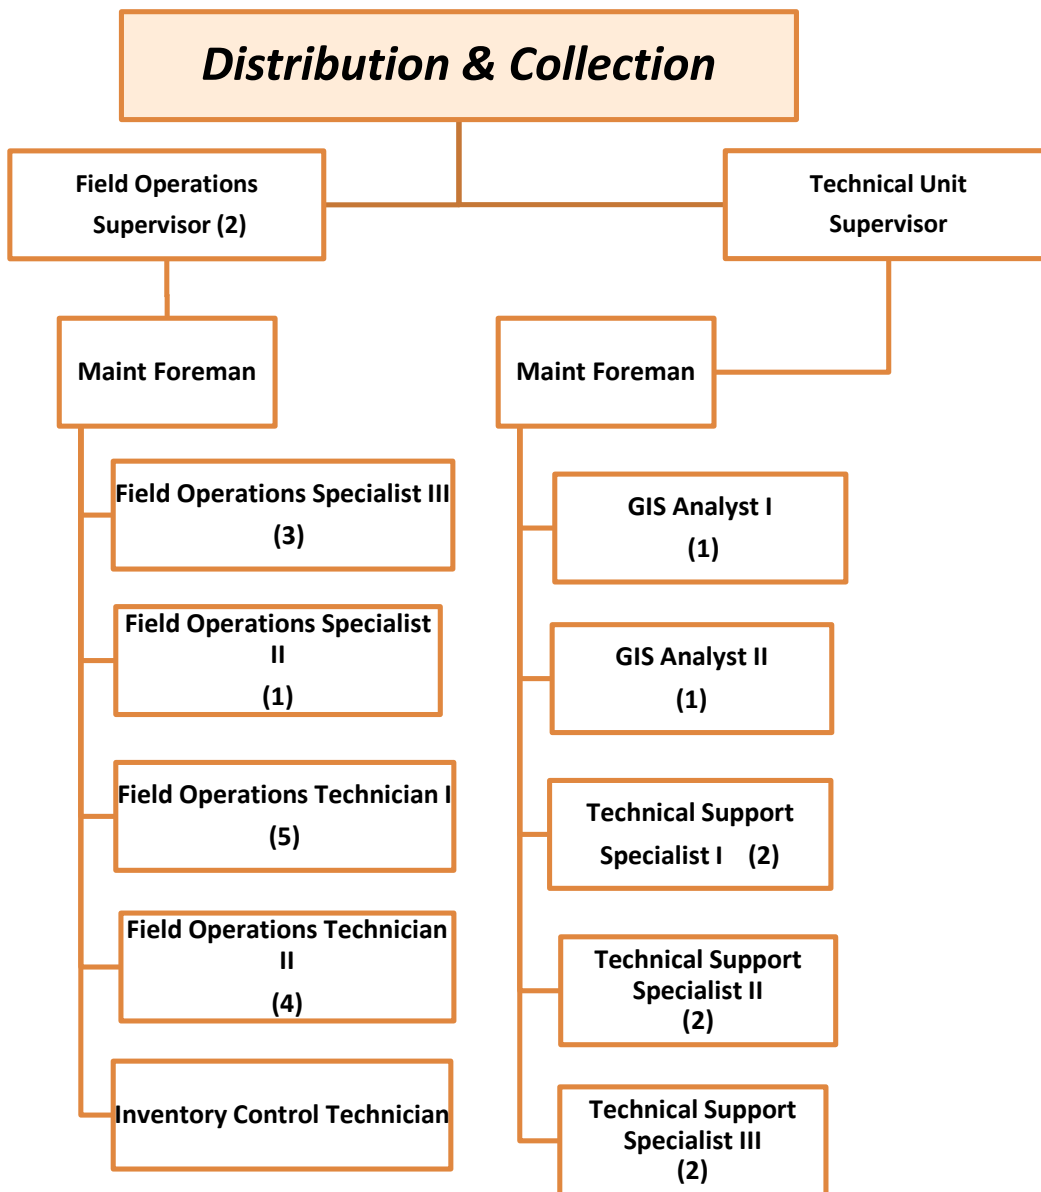 Distribution & Collection
Field Operations
Supervisor (2)
Technical Unit
Supervisor
Maint Foreman
Maint Foreman
Field Operations Specialist III
(3)
Field Operations Specialist
II
(1)
Field Operations Technician I
(5)
Field Operations Technician
II
(4)
Inventory Control Technician
GIS Analyst I
(1)
GIS Analyst II
(1)
Technical Support
Specialist I (2)
Technical Support
Specialist II
(2)
Technical Support
Specialist III
(2)